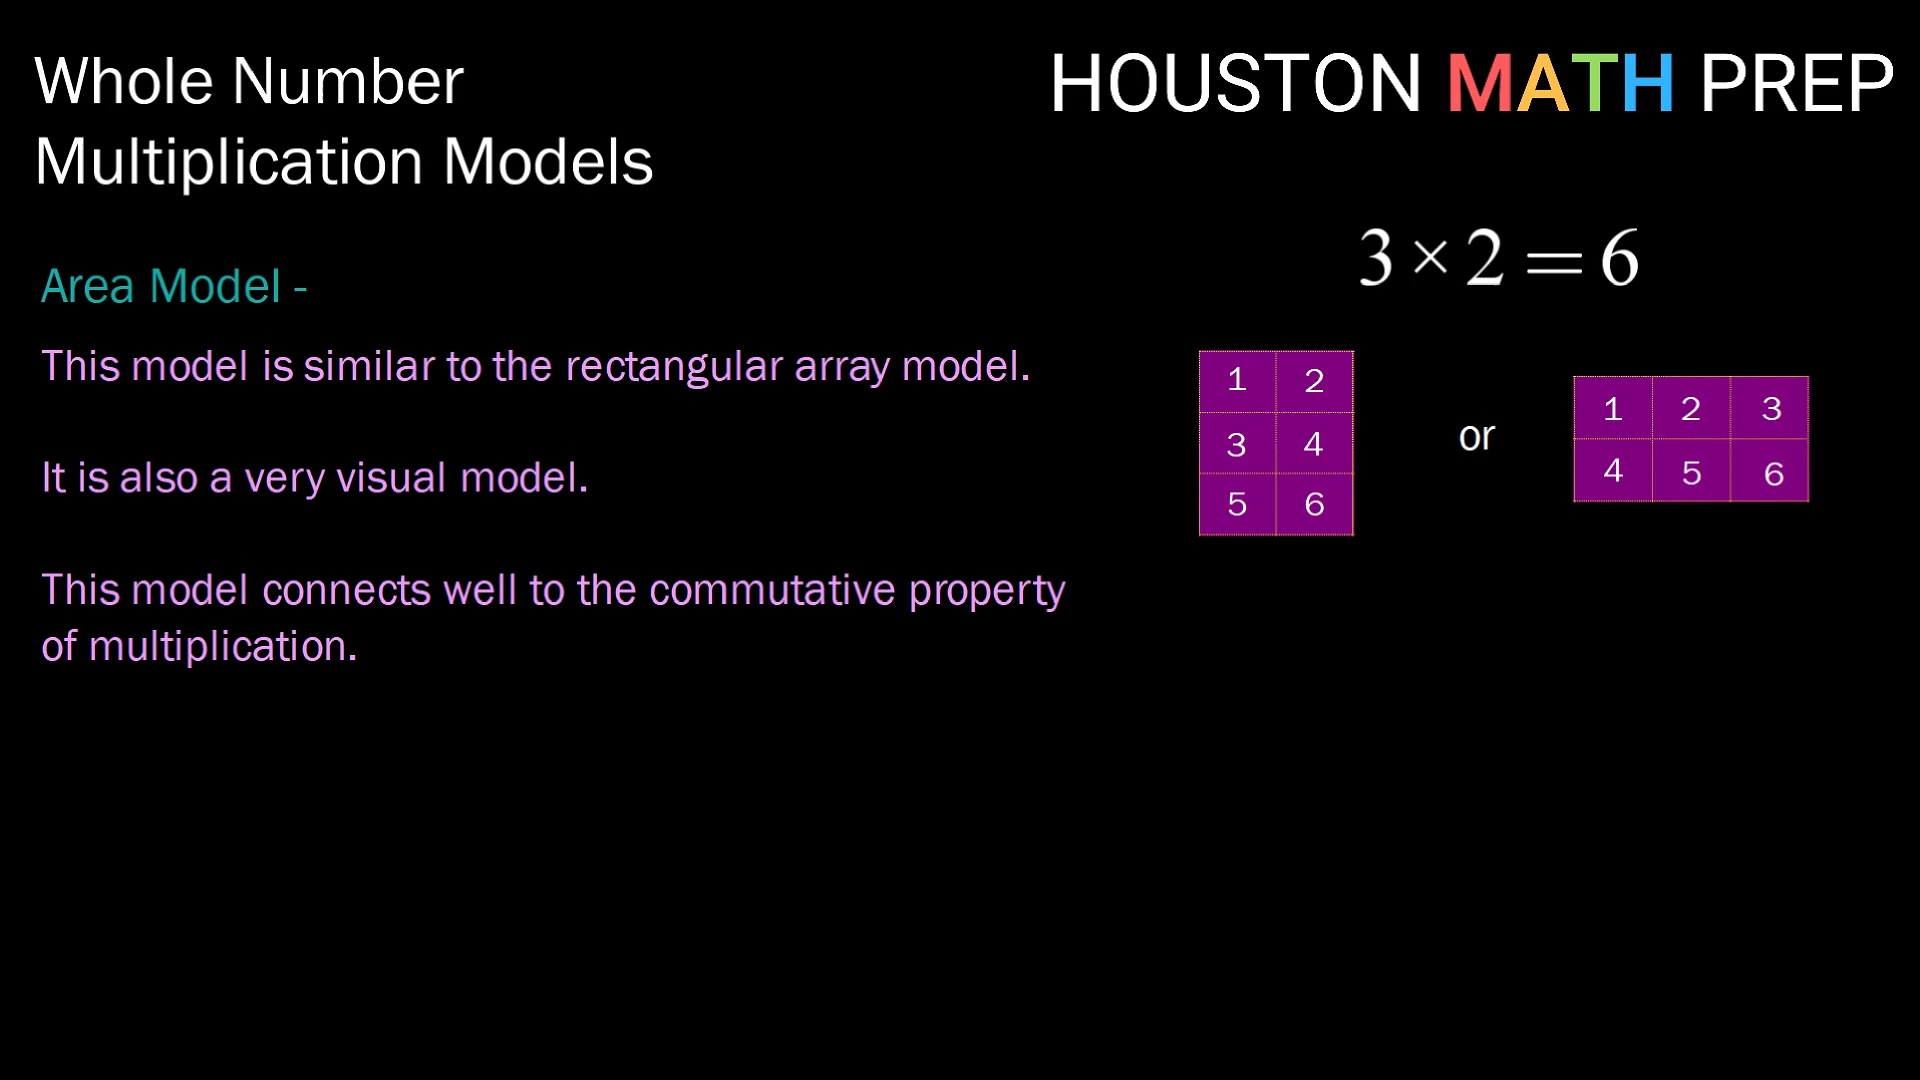 Whole Number
Multiplication Models
HOUSTON MATH PREP
Area Model -
This model is similar to the rectangular array model.
It is also a very visual model.
This model connects well to the commutative property
of multiplication.
3 × 2 = 6
1 2
3 4
5 6
or
1 2 3
4 5 6